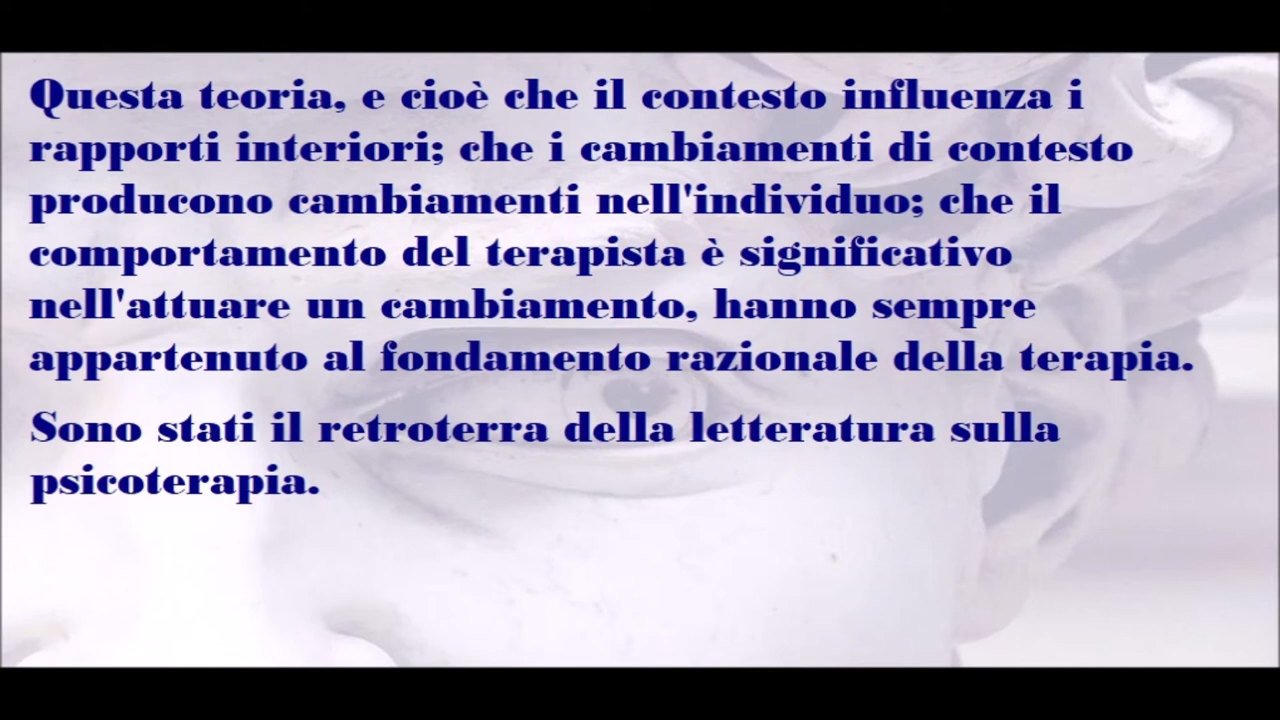 Questa teoria, e cioè che il contesto influenza i
rapporti interiori; che i cambiamenti di contesto
producono cambiamenti nell'individuo; che il
comportamento del terapista è significativo
nell'attuare un cambiamento, hanno sempre
appartenuto al fondamento razionale della terapia.
Sono stati il retroterra della letteratura sulla
psicoterapia.